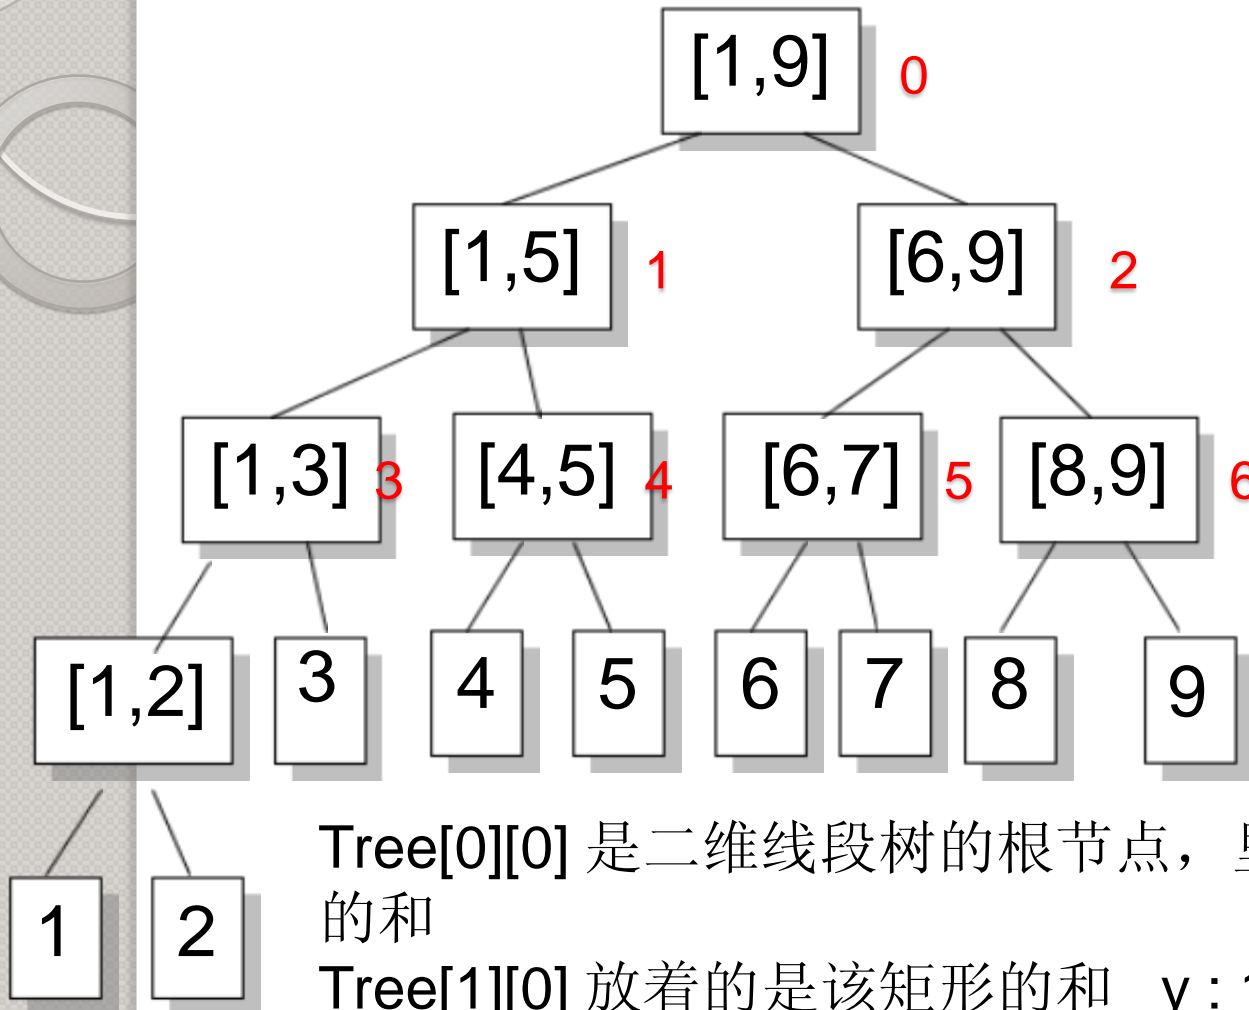 [1,9] 0
[1,5] 1 [6,9] 2
[1,3] 3 [4,5] 4 [6,7] 5 [8,9] 6
[1,2] 3 4 5 6 7 8 9
1 2
Tree[0][0] 是二维线段树的根节点，
的和
Tree[1][0] 放着的是该矩形的和 y :